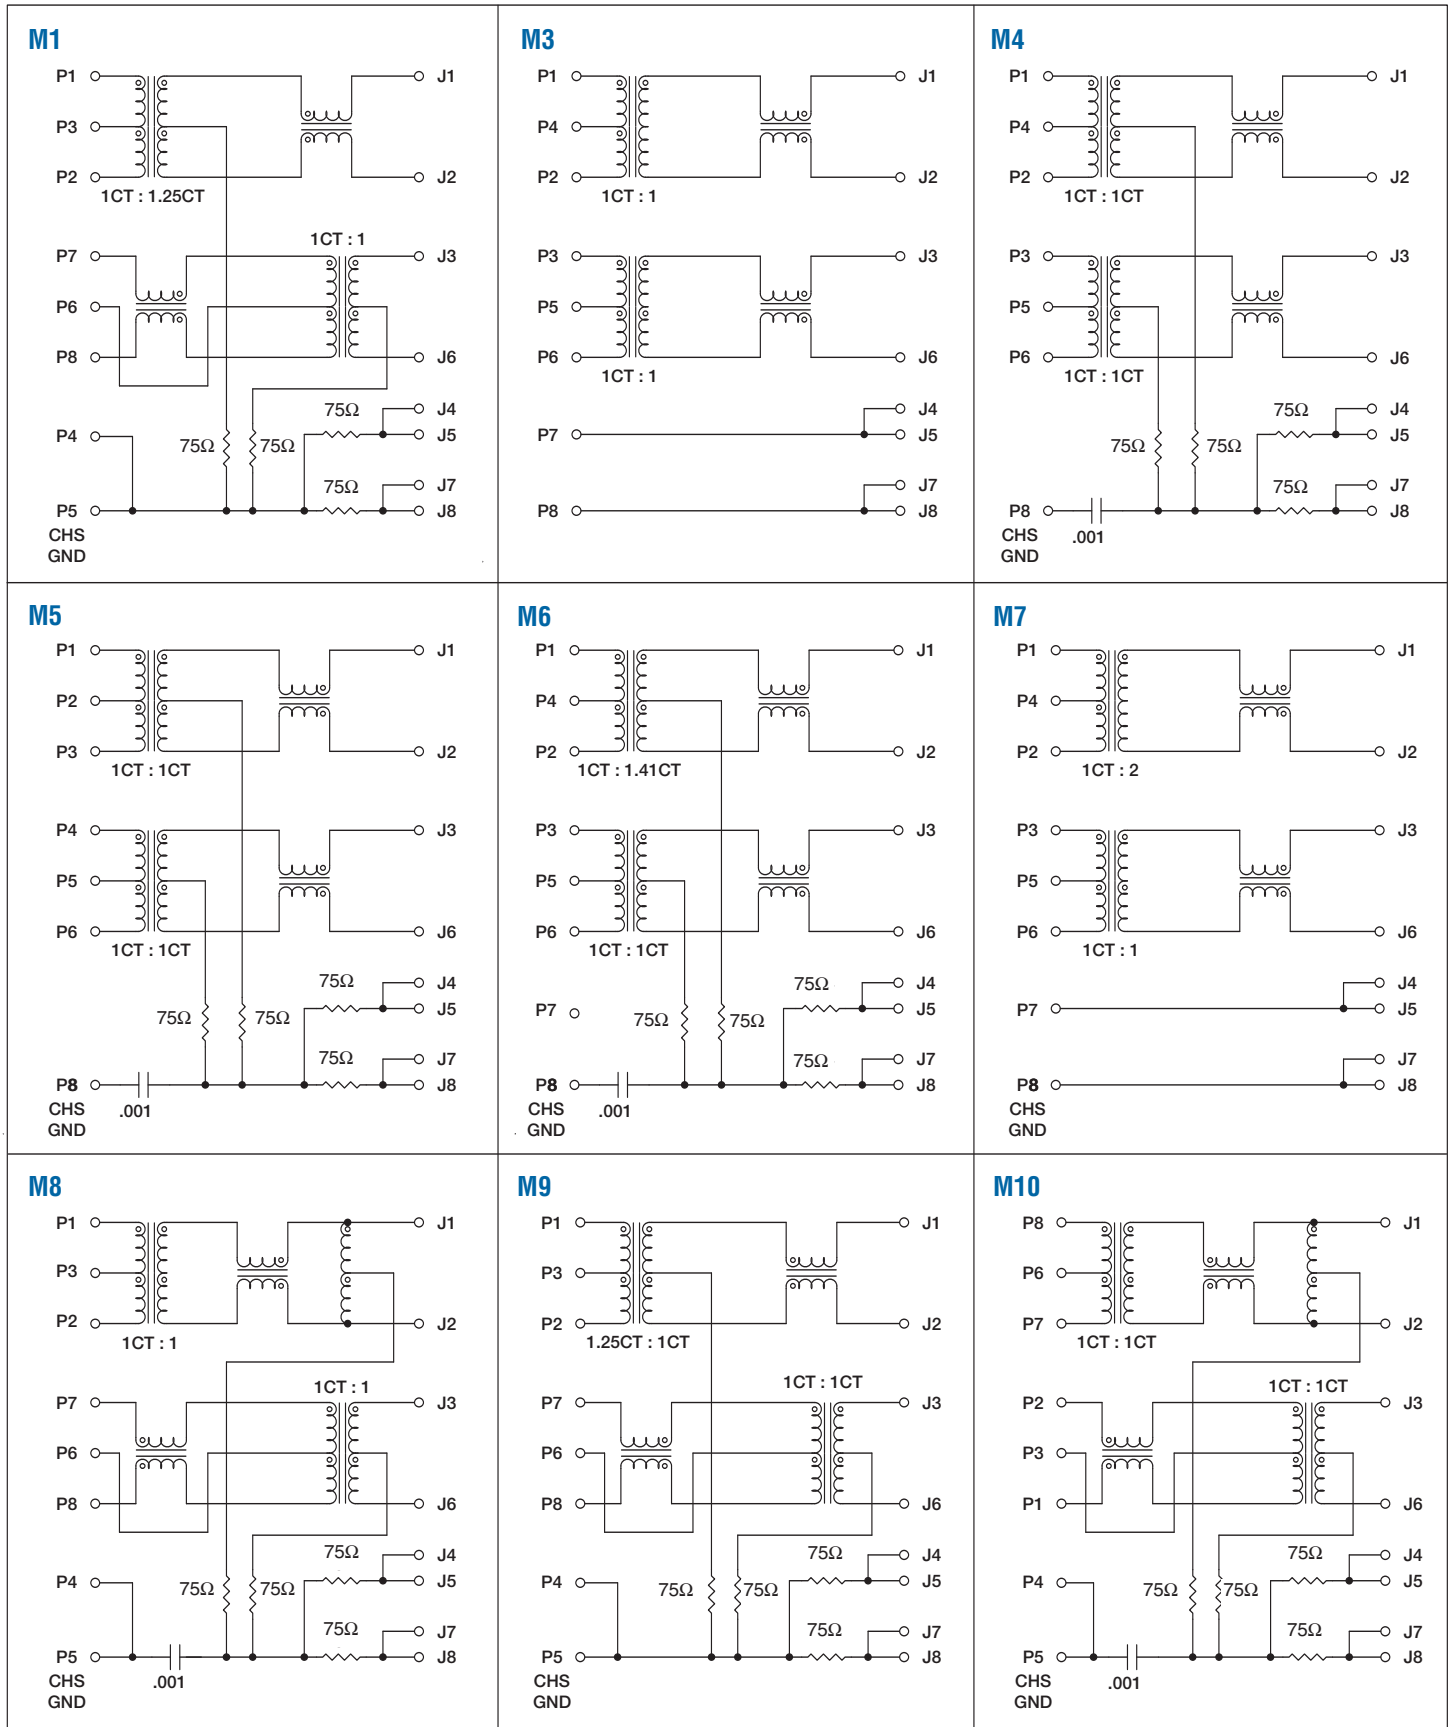 M1
P1
J1
P3
P2
J2
1CT : 1.25CT
1CT : 1
P7
J3
P6
P8
J6
75Ω
J4
P4
75Ω
75Ω
J5
75Ω
J7
P5
J8
CHS
GND
M3
P1
J1
P4
P2
J2
1CT : 1
P3
J3
P5
P6
J6
1CT : 1
J4
P7
J5
J7
P8
J8
M4
P1
J1
P4
P2
J2
1CT : 1CT
P3
J3
P5
P6
J6
1CT : 1CT
75Ω
J4
J5
75Ω
75Ω
75Ω
J7
P8
J8
CHS
.001
GND
M5
P1
J1
P2
P3
J2
1CT : 1CT
P4
J3
P5
P6
J6
1CT : 1CT
75Ω
J4
J5
75Ω
75Ω
75Ω
J7
P8
J8
CHS
.001
GND
M6
P1
J1
P4
P2
J2
1CT : 1.41CT
P3
J3
P5
P6
J6
1CT : 1CT
75Ω
J4
P7
J5
75Ω
75Ω
75Ω
J7
P8
J8
CHS
.001
GND
M7
P1
J1
P4
P2
J2
1CT : 2
P3
J3
P5
P6
J6
1CT : 1
J4
P7
J5
J7
P8
J8
CHS
GND
M8
P1
J1
P3
P2
J2
1CT : 1
1CT : 1
P7
J3
P6
P8
J6
75Ω
J4
P4
75Ω
75Ω
J5
75Ω
J7
P5
J8
CHS
.001
GND
M9
P1
J1
P3
P2
J2
1.25CT : 1CT
1CT : 1CT
P7
J3
P6
P8
J6
75Ω
J4
P4
75Ω
75Ω
J5
75Ω
J7
P5
J8
CHS
GND
M10
P8
J1
P6
P7
J2
1CT : 1CT
1CT : 1CT
P2
J3
P3
P1
J6
75Ω
J4
P4
75Ω
75Ω
J5
75Ω
J7
P5
J8
CHS
.001
GND